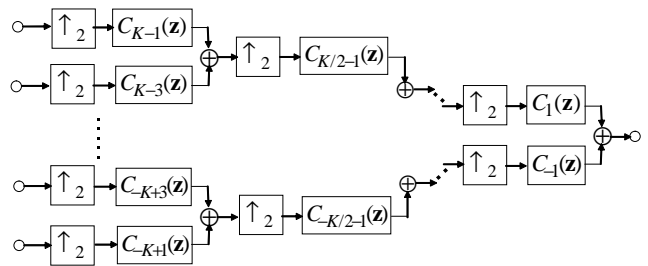 ↑2 C_{K−1}(z)
↑2 C_{K/2−1}(z)
↑2 C_{K−3}(z)
↑2 C_1(z)
↑2 C_{−1}(z)
↑2 C_{−K+3}(z)
↑2 C_{−K/2−1}(z)
↑2 C_{−K+1}(z)